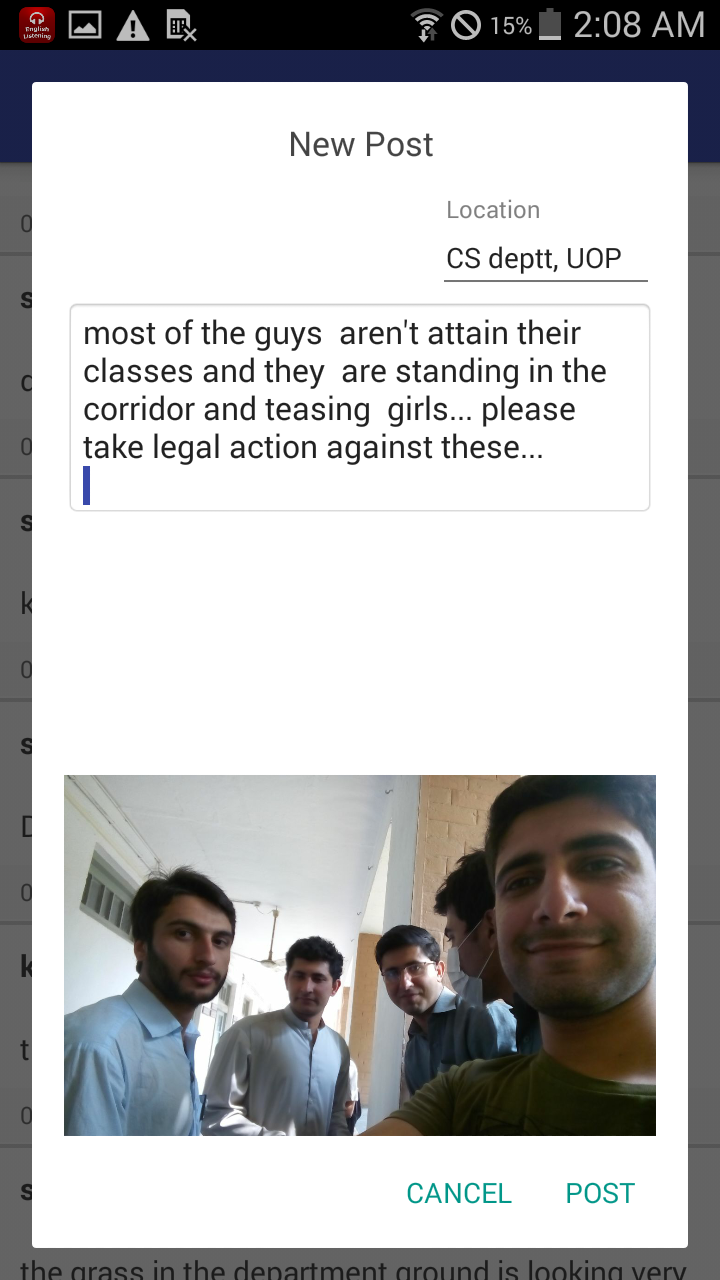 English
Listening
15%
2:08 AM
New Post
Location
CS deptt, UOP
most of the guys  aren't attain their
classes and they  are standing in the
corridor and teasing  girls... please
take legal action against these...
CANCEL
POST
the grass in the department ground is looking very